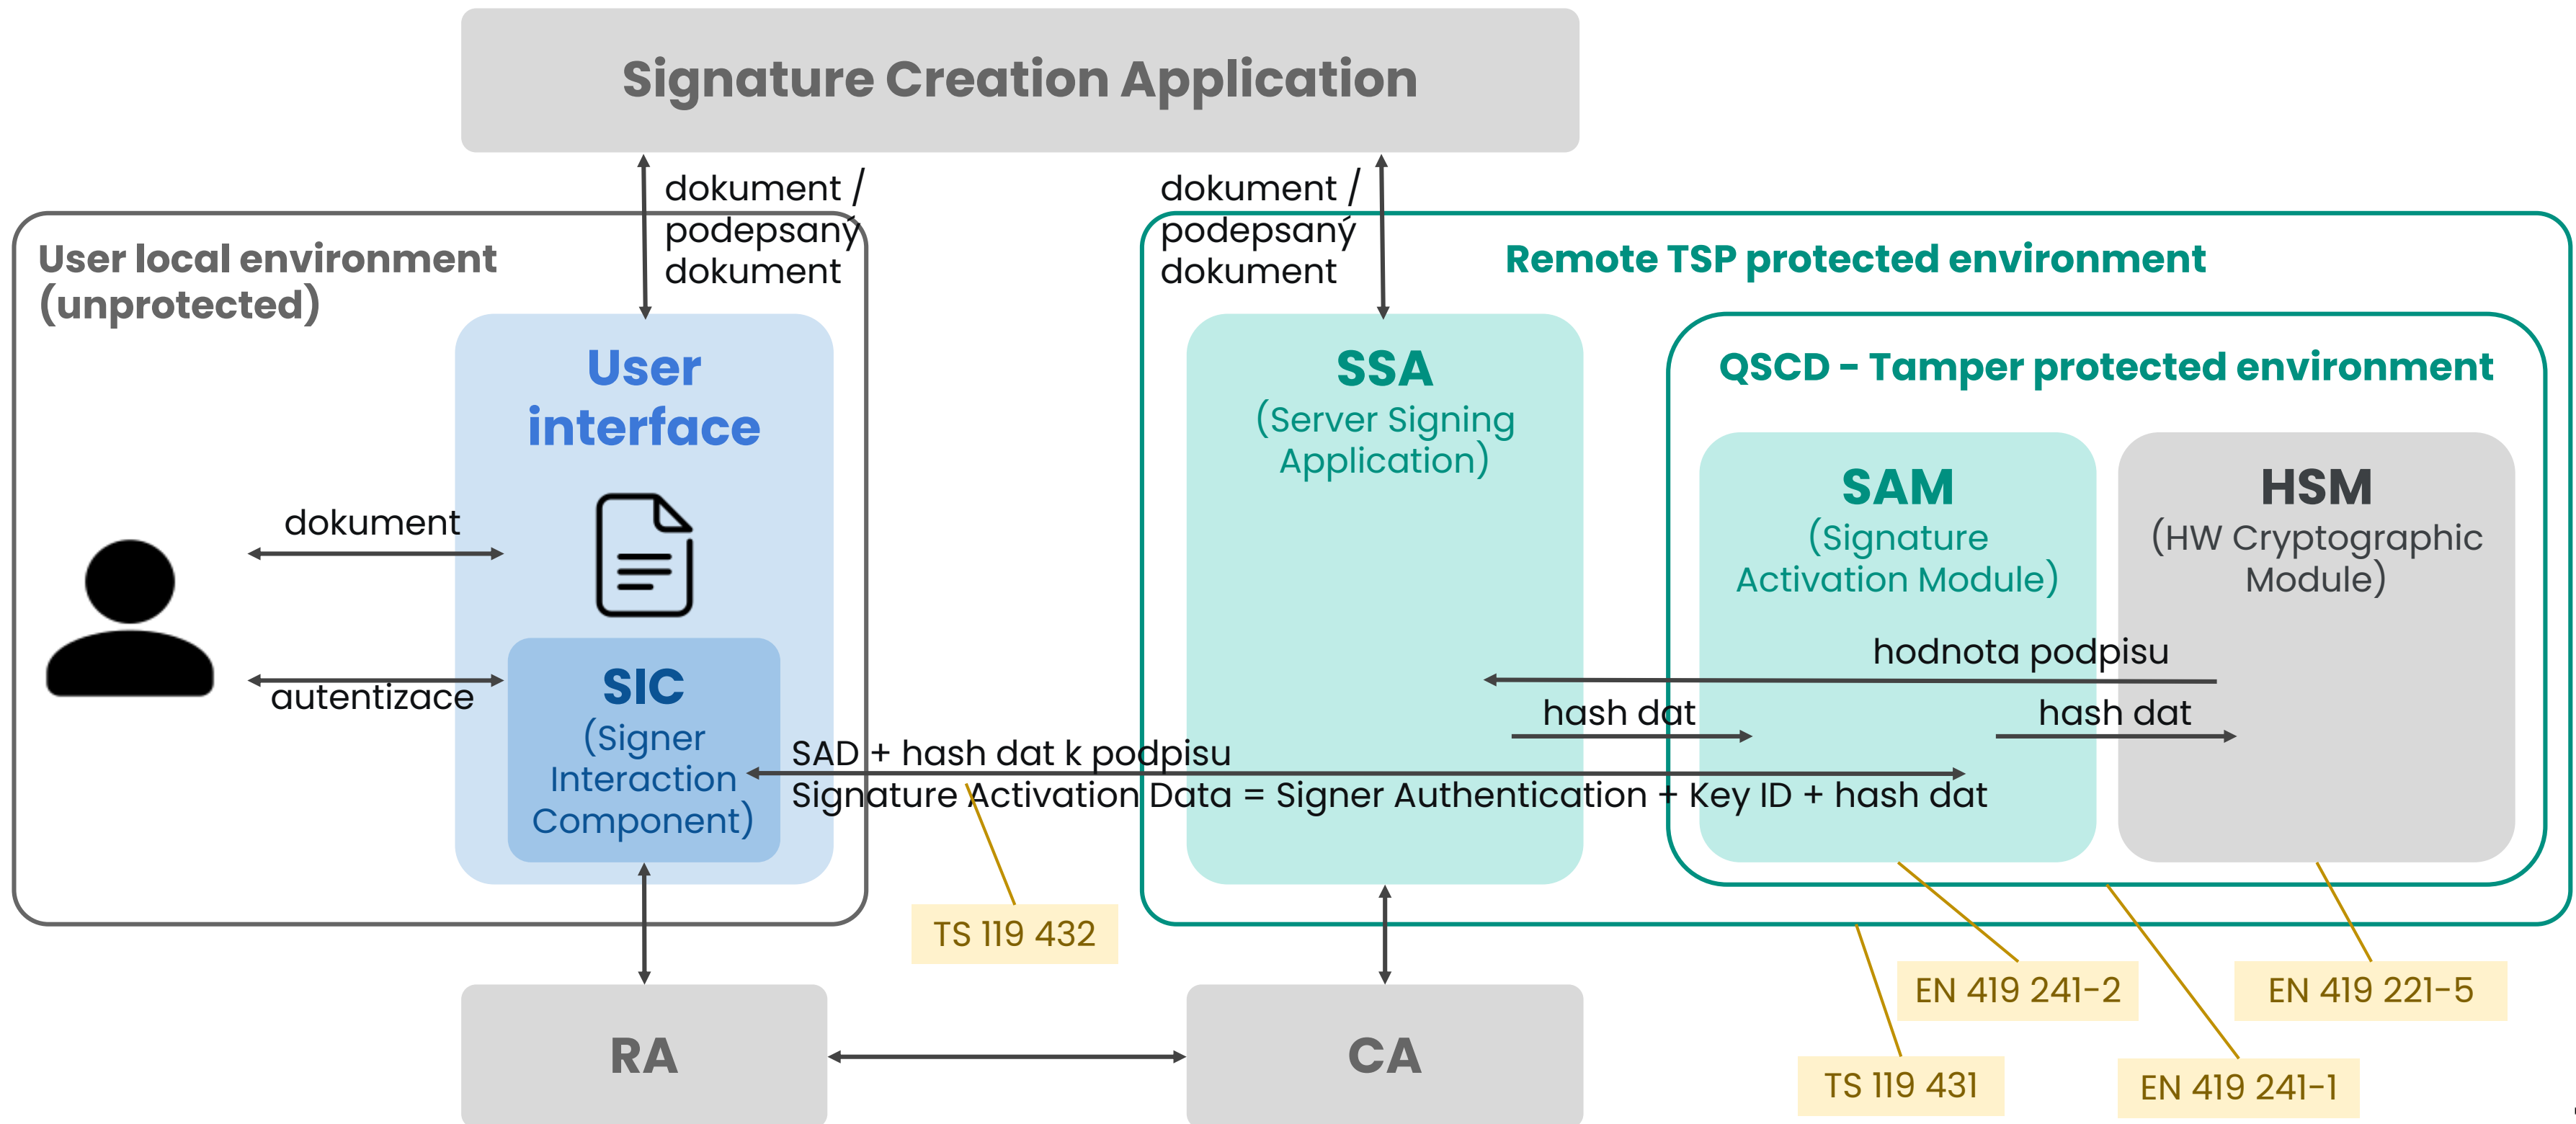 Signature Creation Application
dokument /
podepsaný
dokument
dokument /
podepsaný
dokument
User local environment
(unprotected)
Remote TSP protected environment
User
interface
dokument
autentizace
SIC
(Signer
Interaction
Component)
SSA
(Server Signing
Application)
QSCD - Tamper protected environment
SAM
(Signature
Activation Module)
HSM
(HW Cryptographic
Module)
hodnota podpisu
hash dat
hash dat
SAD + hash dat k podpisu
Signature Activation Data = Signer Authentication + Key ID + hash dat
TS 119 432
EN 419 241-2
EN 419 221-5
TS 119 431
EN 419 241-1
RA
CA